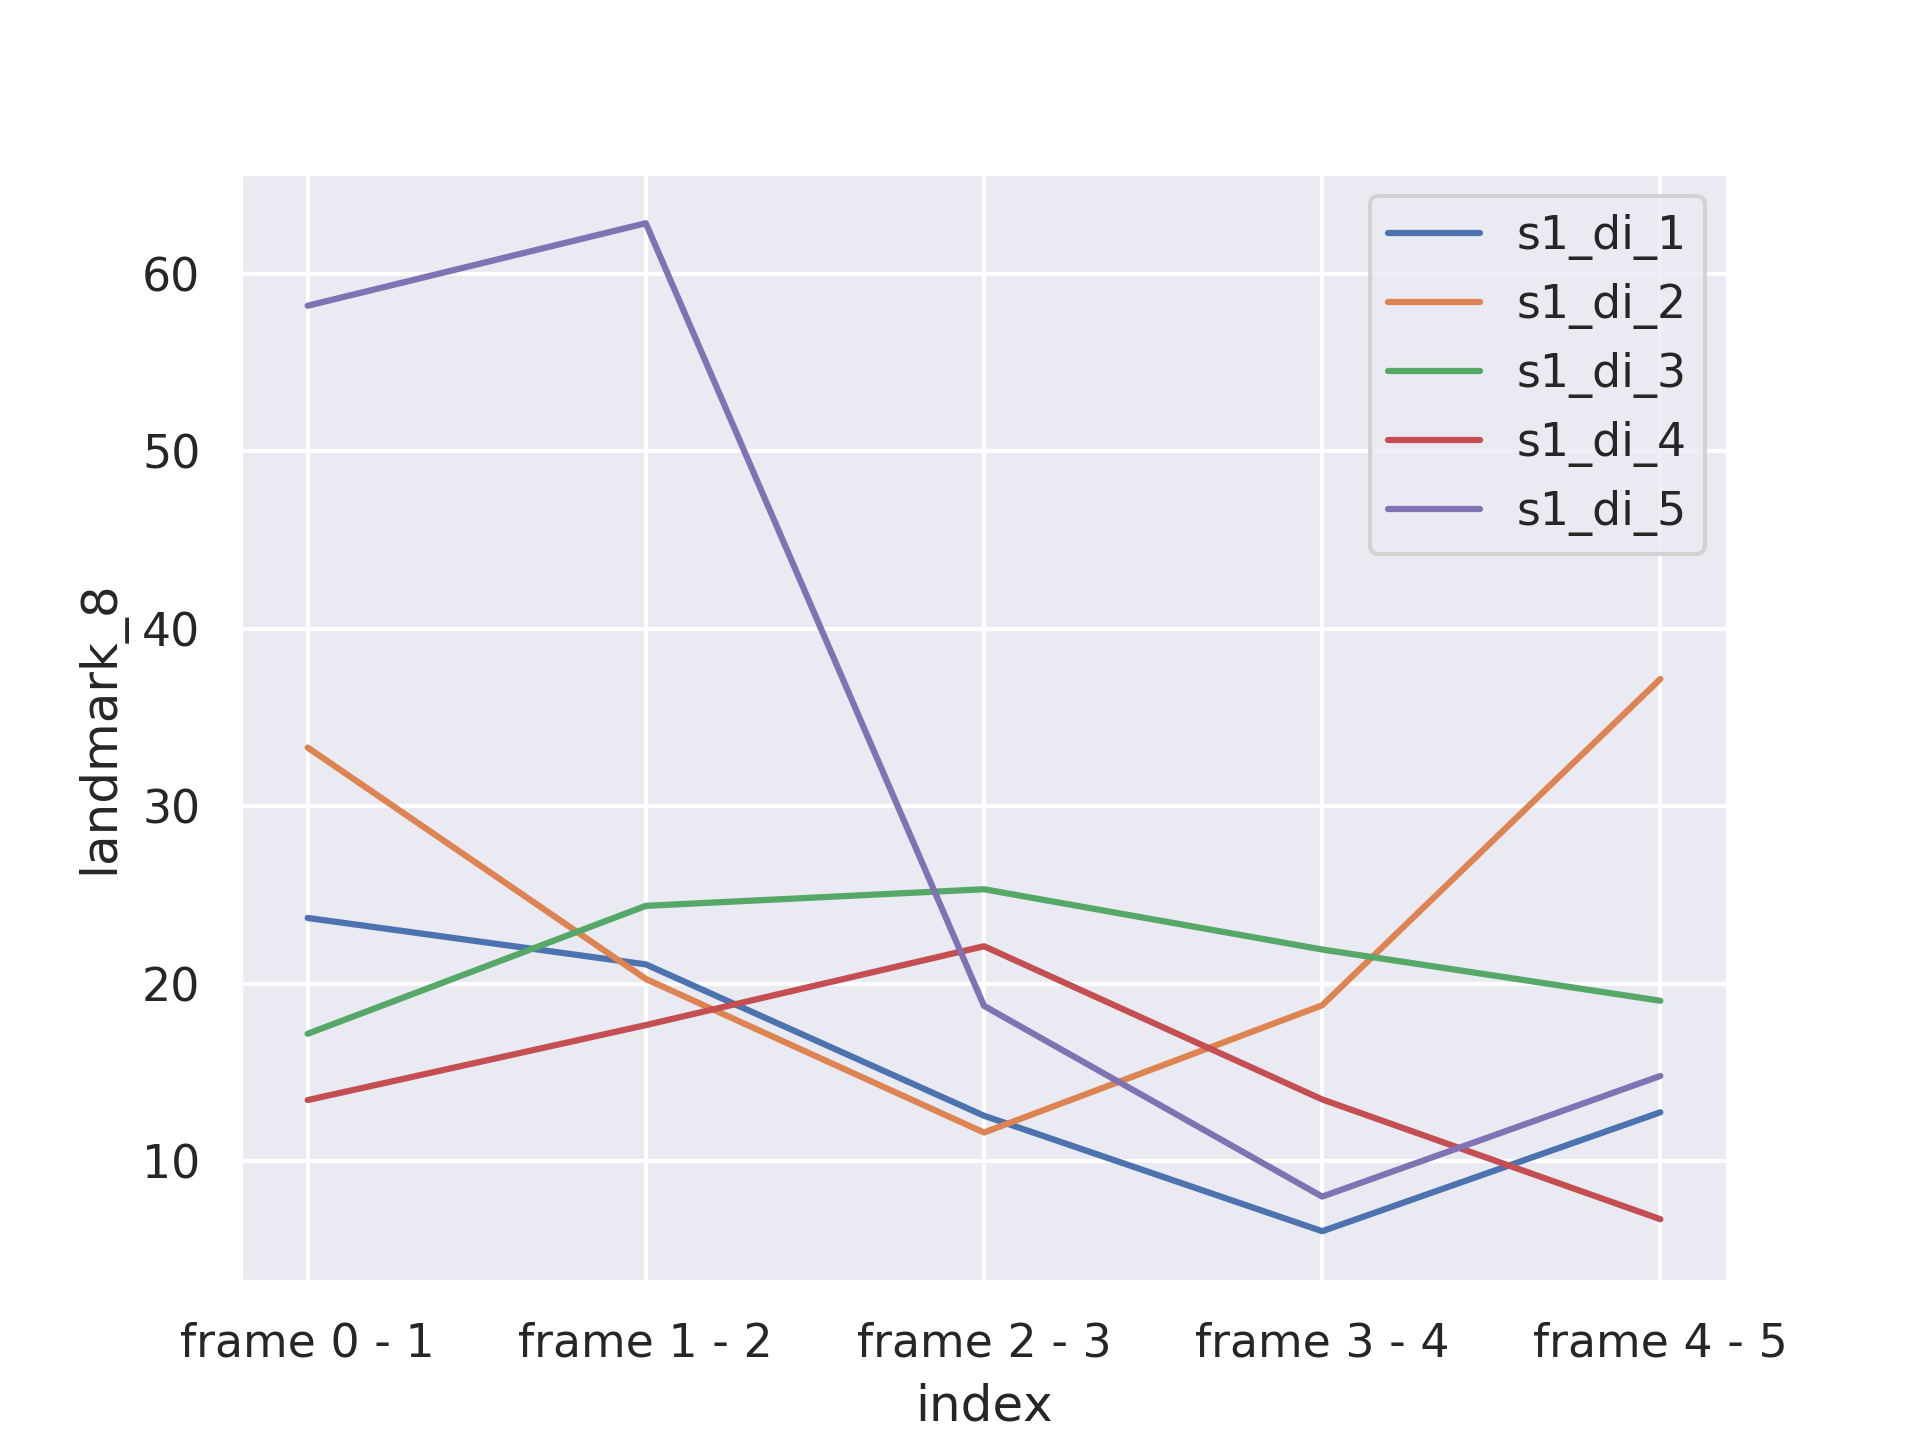 s1_di_1
s1_di_2
s1_di_3
s1_di_4
s1_di_5
60
50
40
30
20
10
landmark_8
frame 0 - 1
frame 1 - 2
frame 2 - 3
frame 3 - 4
frame 4 - 5
index